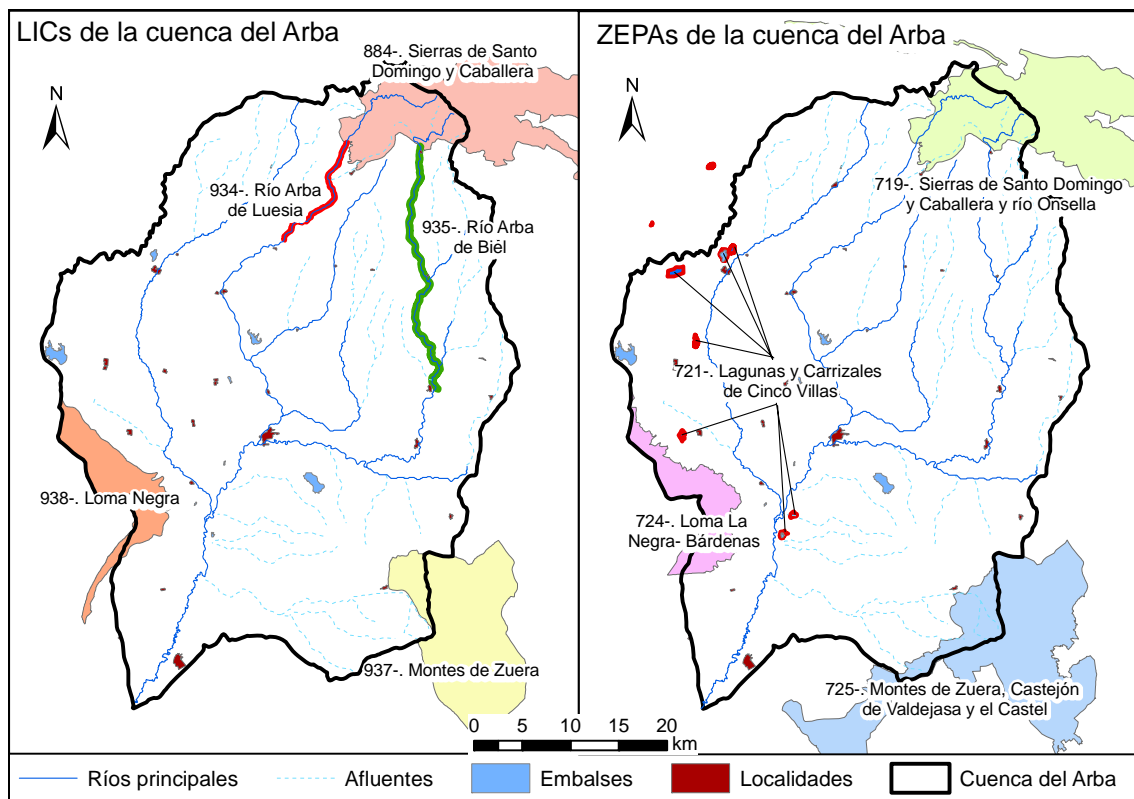 LICs de la cuenca del Arba
884-. Sierras de Santo
Domingo y Caballera
N
934-. Río Arba
de Luesia
935-. Río Arba
de Biel
938-. Loma Negra
937-. Montes de Zuera
ZEPAs de la cuenca del Arba
N
719-. Sierras de Santo Domingo
y Caballera y río Onsella
721-. Lagunas y Carrizales
de Cinco Villas
724-. Loma La
Negra- Bárdenas
725-. Montes de Zuera, Castejón
de Valdejasa y el Castel
0 5 10 15 20
km
Ríos principales
Afluentes
Embalses
Localidades
Cuenca del Arba